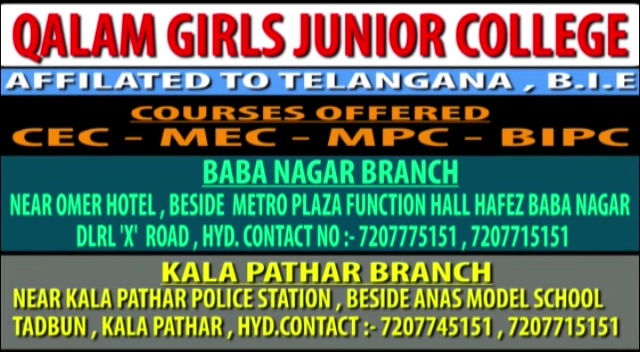 QALAM GIRLS JUNIOR COLLEGE
AFFILATED TO TELANGANA , B.I.E
COURSES OFFERED
CEC - MEC - MPC - BIPC
BABA NAGAR BRANCH
NEAR OMER HOTEL , BESIDE METRO PLAZA FUNCTION HALL HAFEZ BABA NAGAR
DLRL 'X' ROAD , HYD. CONTACT NO :- 7207775151 , 7207715151
KALA PATHAR BRANCH
NEAR KALA PATHAR POLICE STATION , BESIDE ANAS MODEL SCHOOL
TADBUN , KALA PATHAR , HYD.CONTACT :- 7207745151 , 7207715151